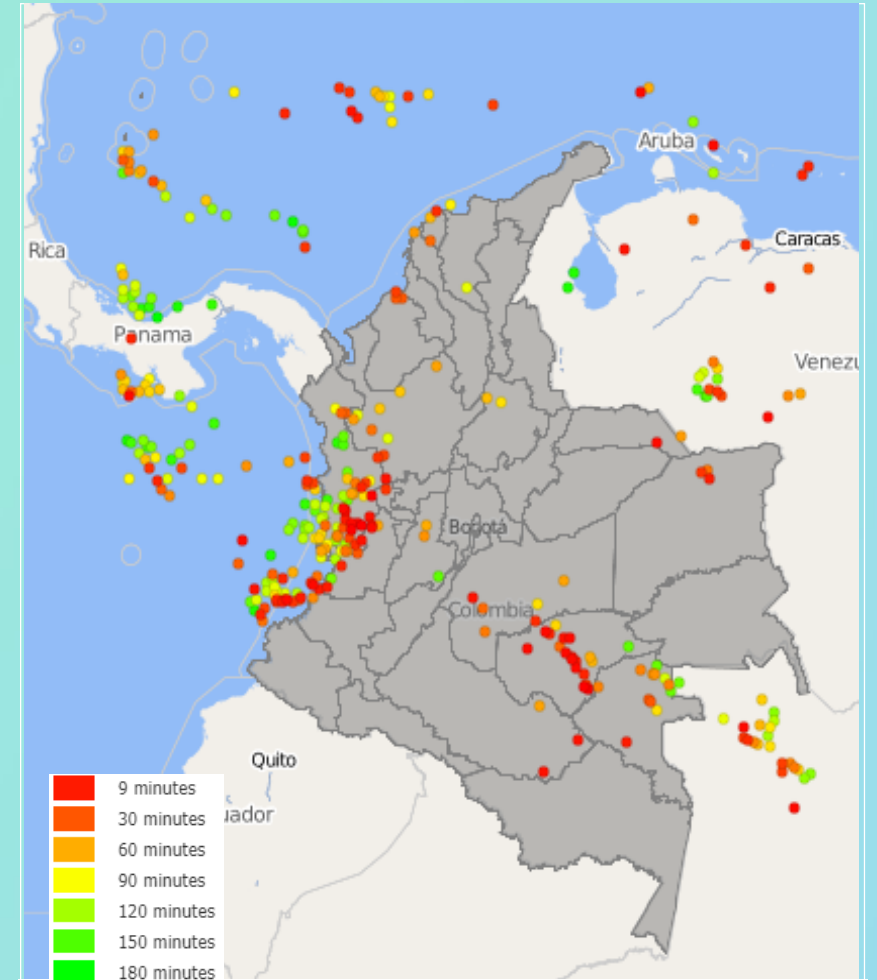 Aruba
Caracas
Rica
Panama
Venezu
Bogotá
Colombia
Quito
uador
9 minutes
30 minutes
60 minutes
90 minutes
120 minutes
150 minutes
180 minutes